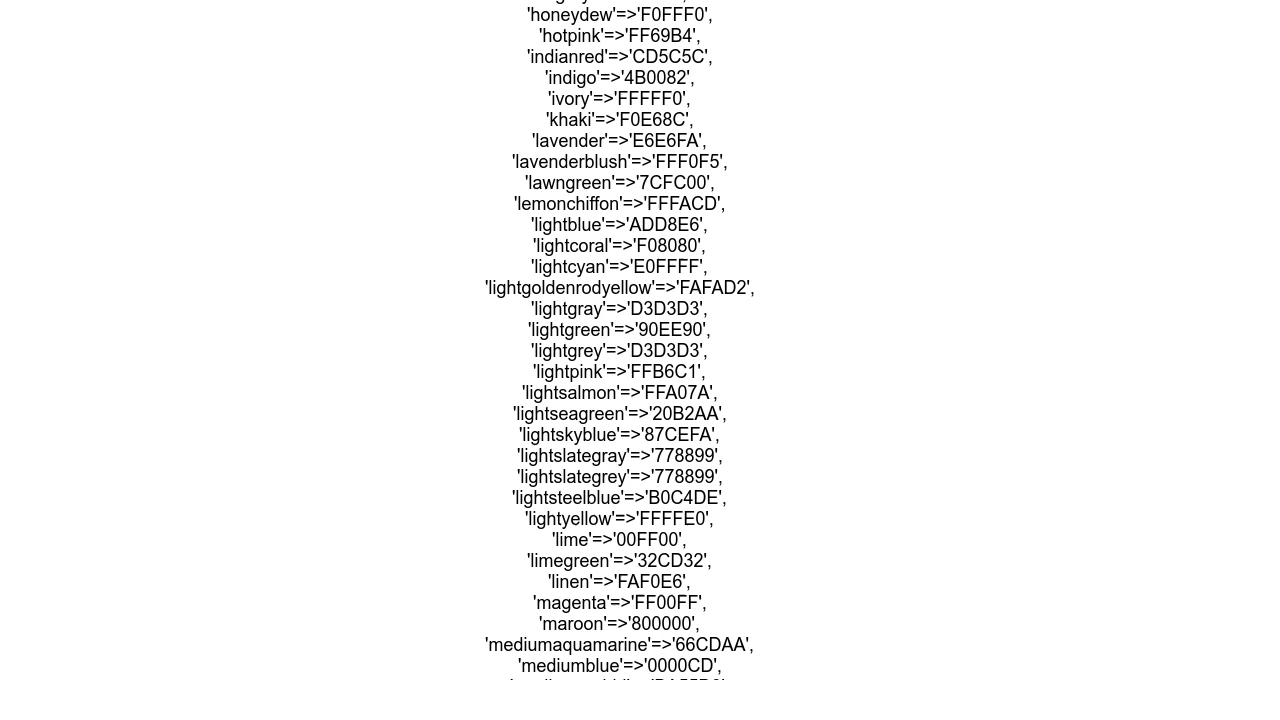 'honeydew'=>'F0FFF0',
'hotpink'=>'FF69B4',
'indianred'=>'CD5C5C',
'indigo'=>'4B0082',
'ivory'=>'FFFFF0',
'khaki'=>'F0E68C',
'lavender'=>'E6E6FA',
'lavenderblush'=>'FFF0F5',
'lawngreen'=>'7CFC00',
'lemonchiffon'=>'FFFACD',
'lightblue'=>'ADD8E6',
'lightcoral'=>'F08080',
'lightcyan'=>'E0FFFF',
'lightgoldenrodyellow'=>'FAFAD2',
'lightgray'=>'D3D3D3',
'lightgreen'=>'90EE90',
'lightgrey'=>'D3D3D3',
'lightpink'=>'FFB6C1',
'lightsalmon'=>'FFA07A',
'lightseagreen'=>'20B2AA',
'lightskyblue'=>'87CEFA',
'lightslategray'=>'778899',
'lightslategrey'=>'778899',
'lightsteelblue'=>'B0C4DE',
'lightyellow'=>'FFFFE0',
'lime'=>'00FF00',
'limegreen'=>'32CD32',
'linen'=>'FAF0E6',
'magenta'=>'FF00FF',
'maroon'=>'800000',
'mediumaquamarine'=>'66CDAA',
'mediumblue'=>'0000CD',